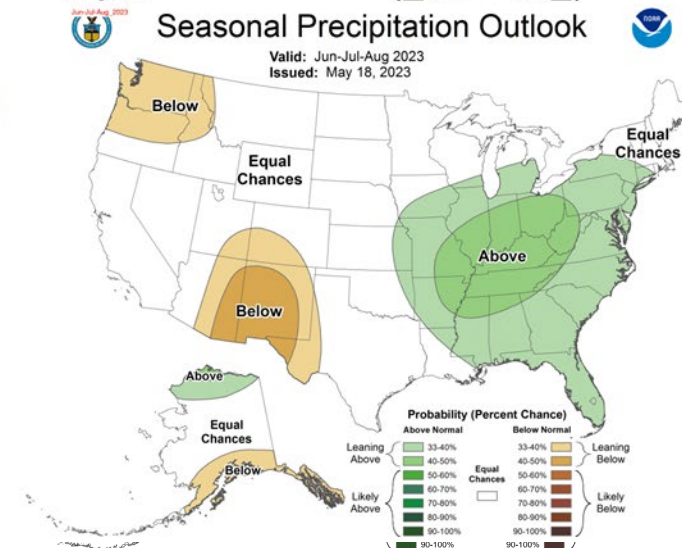 Jun-Jul-Aug 2023
Seasonal Precipitation Outlook
NOAA
Valid: Jun-Jul-Aug 2023
Issued: May 18, 2023
Below
Equal
Chances
Equal
Chances
Above
Below
Above
Equal
Chances
Below
Probability (Percent Chance)
Above Normal
Below Normal
Leaning
Above
33-40%
40-50%
Likely
Above
50-60%
60-70%
70-80%
80-90%
90-100%
Equal
Chances
33-40%
40-50%
Leaning
Below
50-60%
60-70%
70-80%
80-90%
90-100%
Likely
Below
90-100%
90-100%